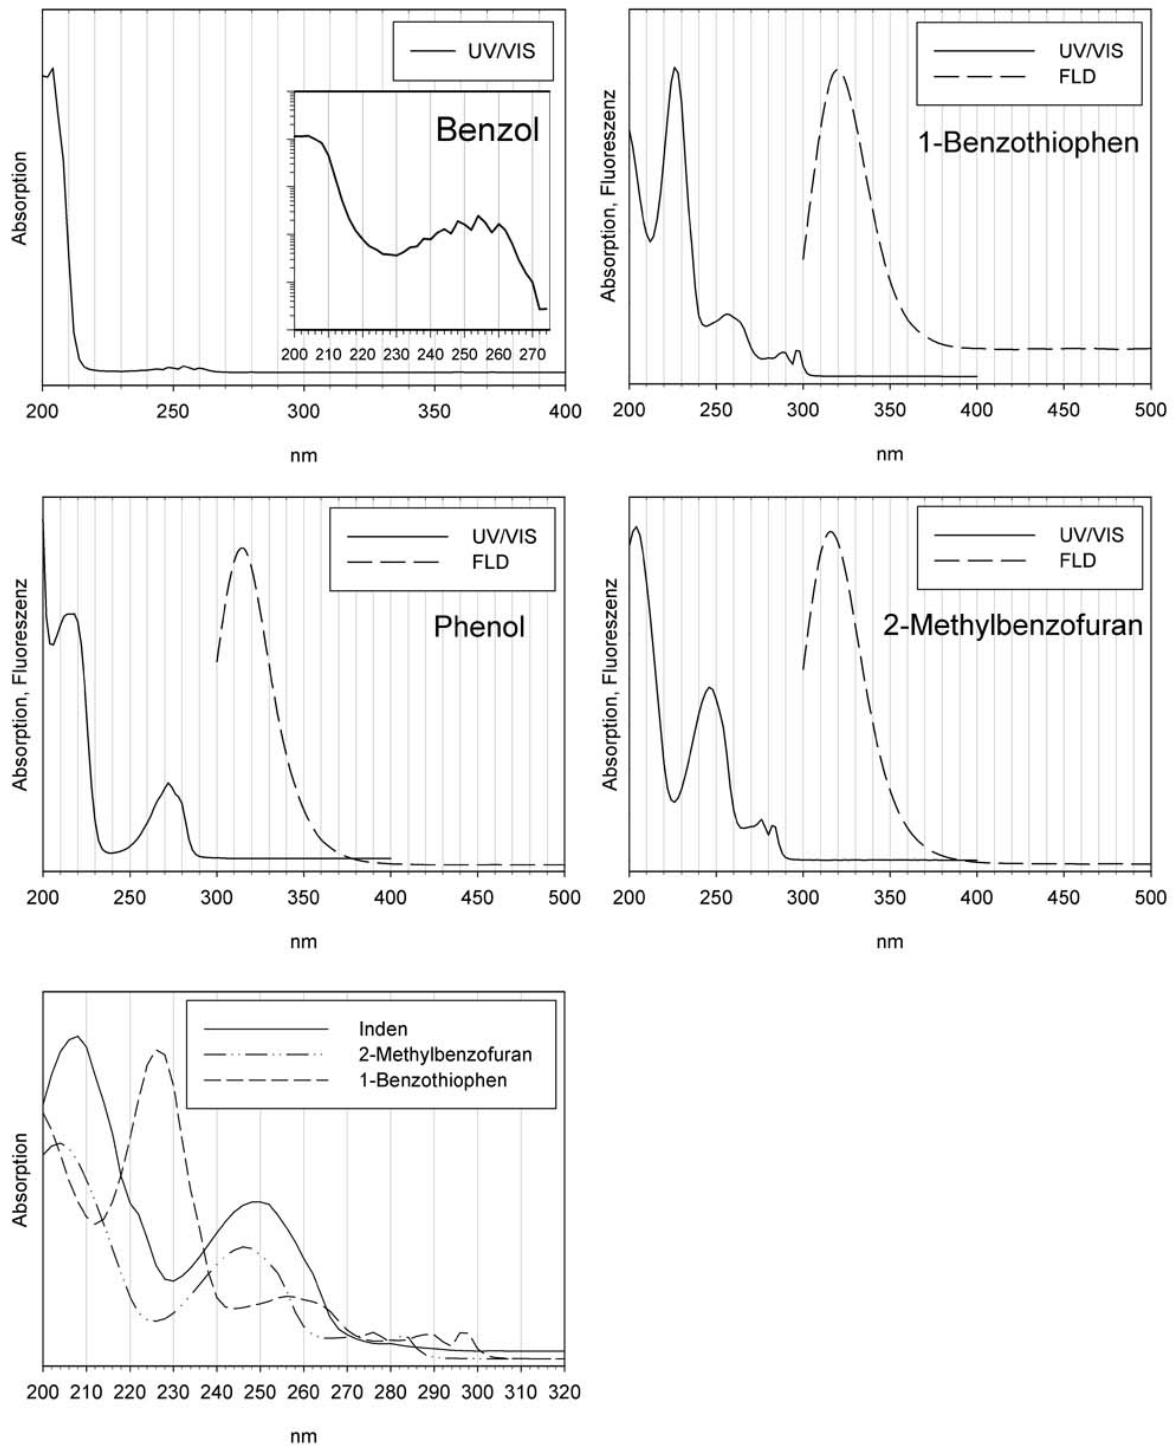 UV/VIS
Benzol
Absorption
200 210 220 230 240 250 260 270
200 250 300 350 400
nm
UV/VIS
FLD
1-Benzothiophen
Absorption, Fluoreszenz
200 250 300 350 400 450 500
nm
UV/VIS
FLD
Phenol
Absorption, Fluoreszenz
200 250 300 350 400 450 500
nm
UV/VIS
FLD
2-Methylbenzofuran
Absorption, Fluoreszenz
200 250 300 350 400 450 500
nm
Inden
2-Methylbenzofuran
1-Benzothiophen
Absorption
200 210 220 230 240 250 260 270 280 290 300 310 320
nm